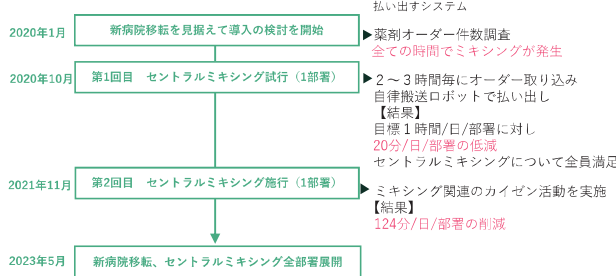 払い出すシステム
2020年1月
新病院移転を見据えて導入の検討を開始
▶薬剤オーダー件数調査
全ての時間でミキシングが発生
2020年10月
第1回目 セントラルミキシング試行（1部署）
▶２～３時間毎にオーダー取り込み
自律搬送ロボットで払い出し
【結果】
目標１時間/日/部署に対し
20分/日/部署の低減
セントラルミキシングについて全員満足
2021年11月
第2回目 セントラルミキシング施行（1部署）
▶ミキシング関連のカイゼン活動を実施
【結果】
124分/日/部署の削減
2023年5月
新病院移転、セントラルミキシング全部署展開